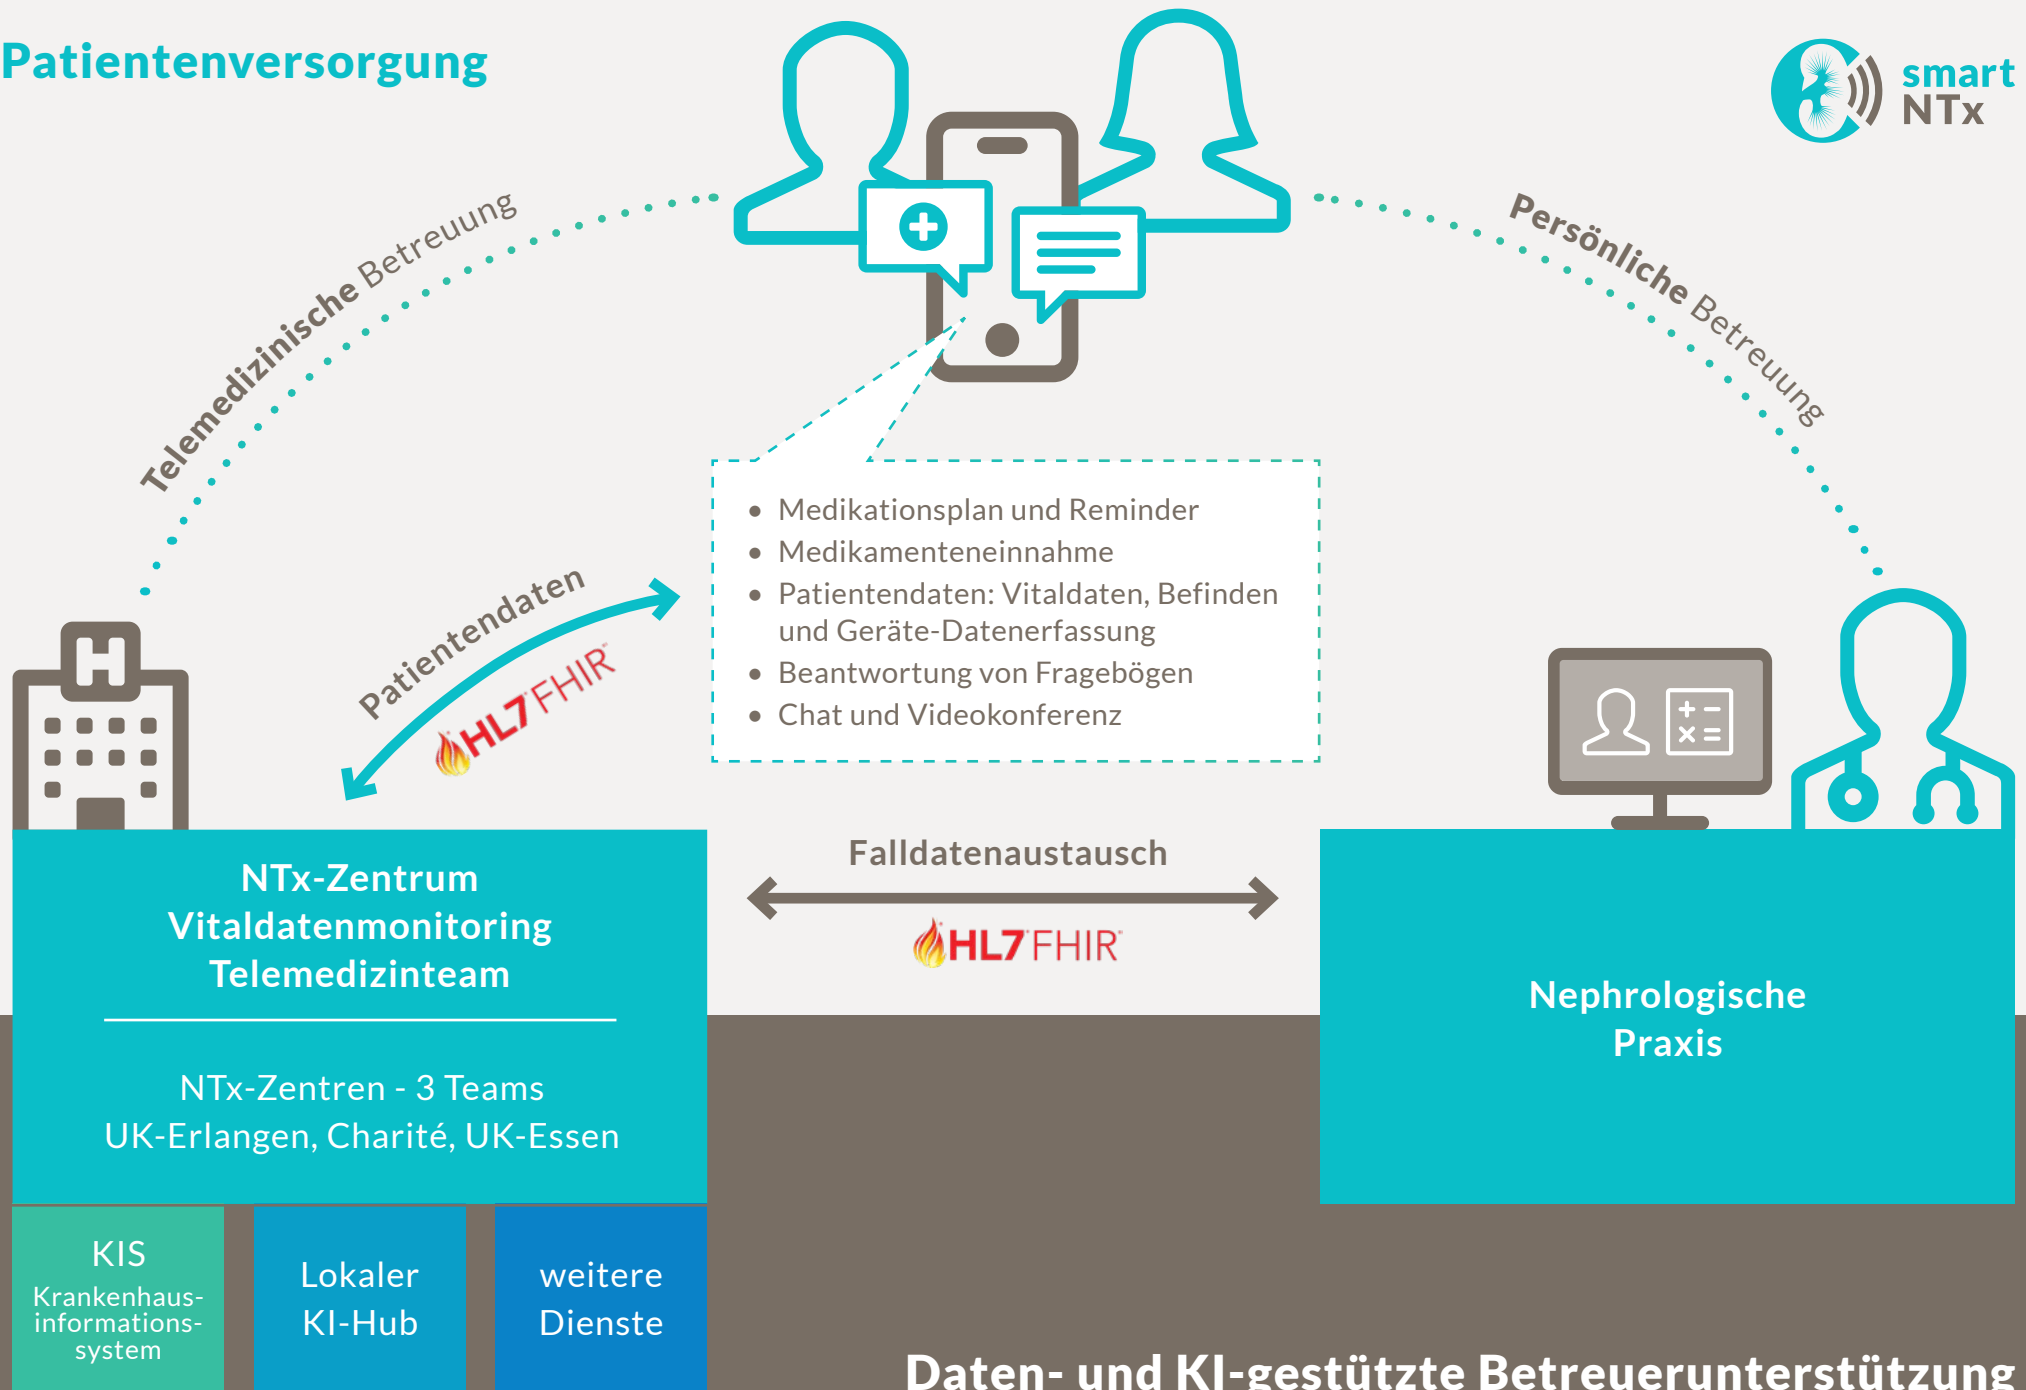 Patientenversorgung
smart
NTx
Telemedizinische Betreuung
Persönliche Betreuung
• Medikationsplan und Reminder
• Medikamenteneinnahme
• Patientendaten: Vitaldaten, Befinden
und Geräte-Datenerfassung
• Beantwortung von Fragebögen
• Chat und Videokonferenz
Patientendaten
HL7 FHIR
H
Falldatenaustausch
HL7 FHIR
NTx-Zentrum
Vitaldatenmonitoring
Telemedizinteam
NTx-Zentren - 3 Teams
UK-Erlangen, Charité, UK-Essen
Nephrologische
Praxis
KIS
Krankenhaus-
informations-
system
Lokaler
KI-Hub
weitere
Dienste
Daten- und KI-gestützte Betreuerunterstützung